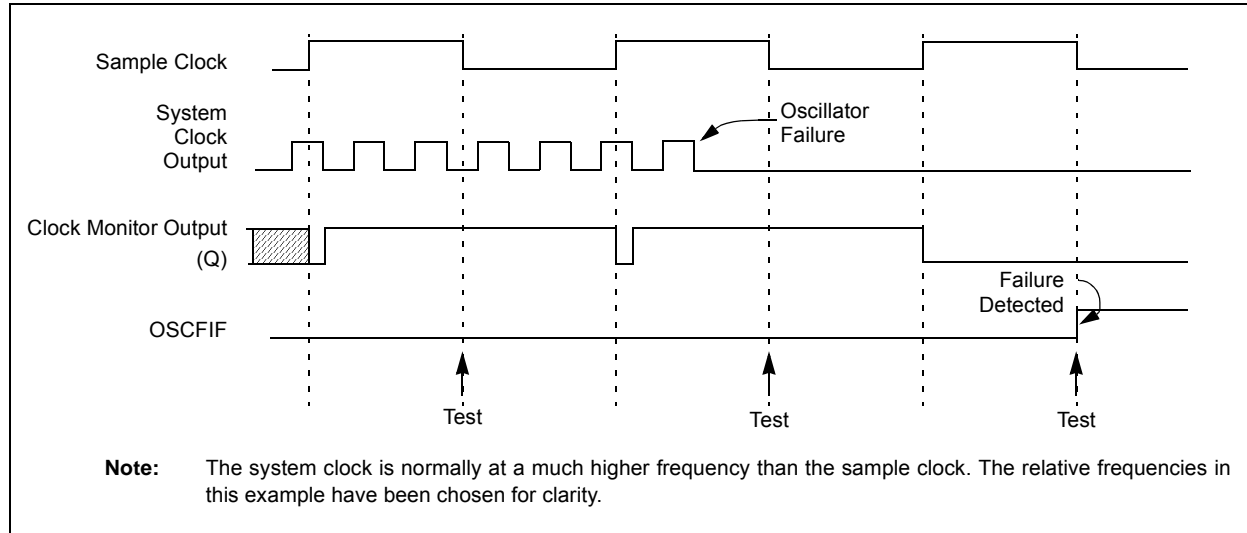 Sample Clock
System
Clock
Output
Oscillator
Failure
Clock Monitor Output
(Q)
Failure
Detected
OSCFIF
Test
Test
Test
Note: The system clock is normally at a much higher frequency than the sample clock. The relative frequencies in
this example have been chosen for clarity.